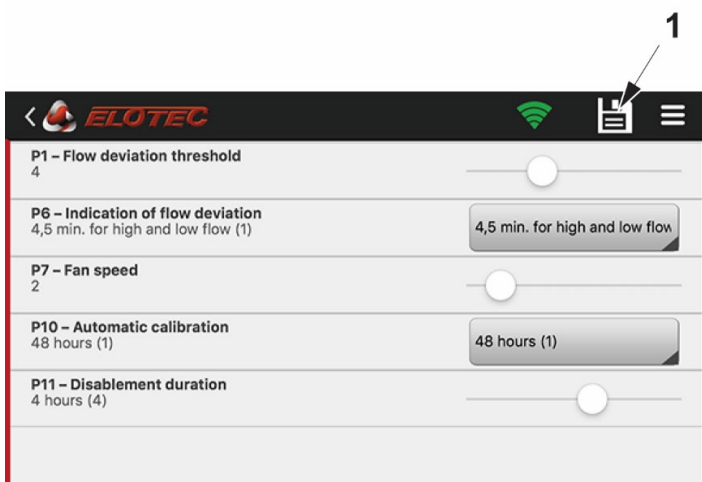 1
ELOTEC
P1 – Flow deviation threshold
4
P6 – Indication of flow deviation
4,5 min. for high and low flow (1)
4,5 min. for high and low flow
P7 – Fan speed
2
P10 – Automatic calibration
48 hours (1)
48 hours (1)
P11 – Disablement duration
4 hours (4)